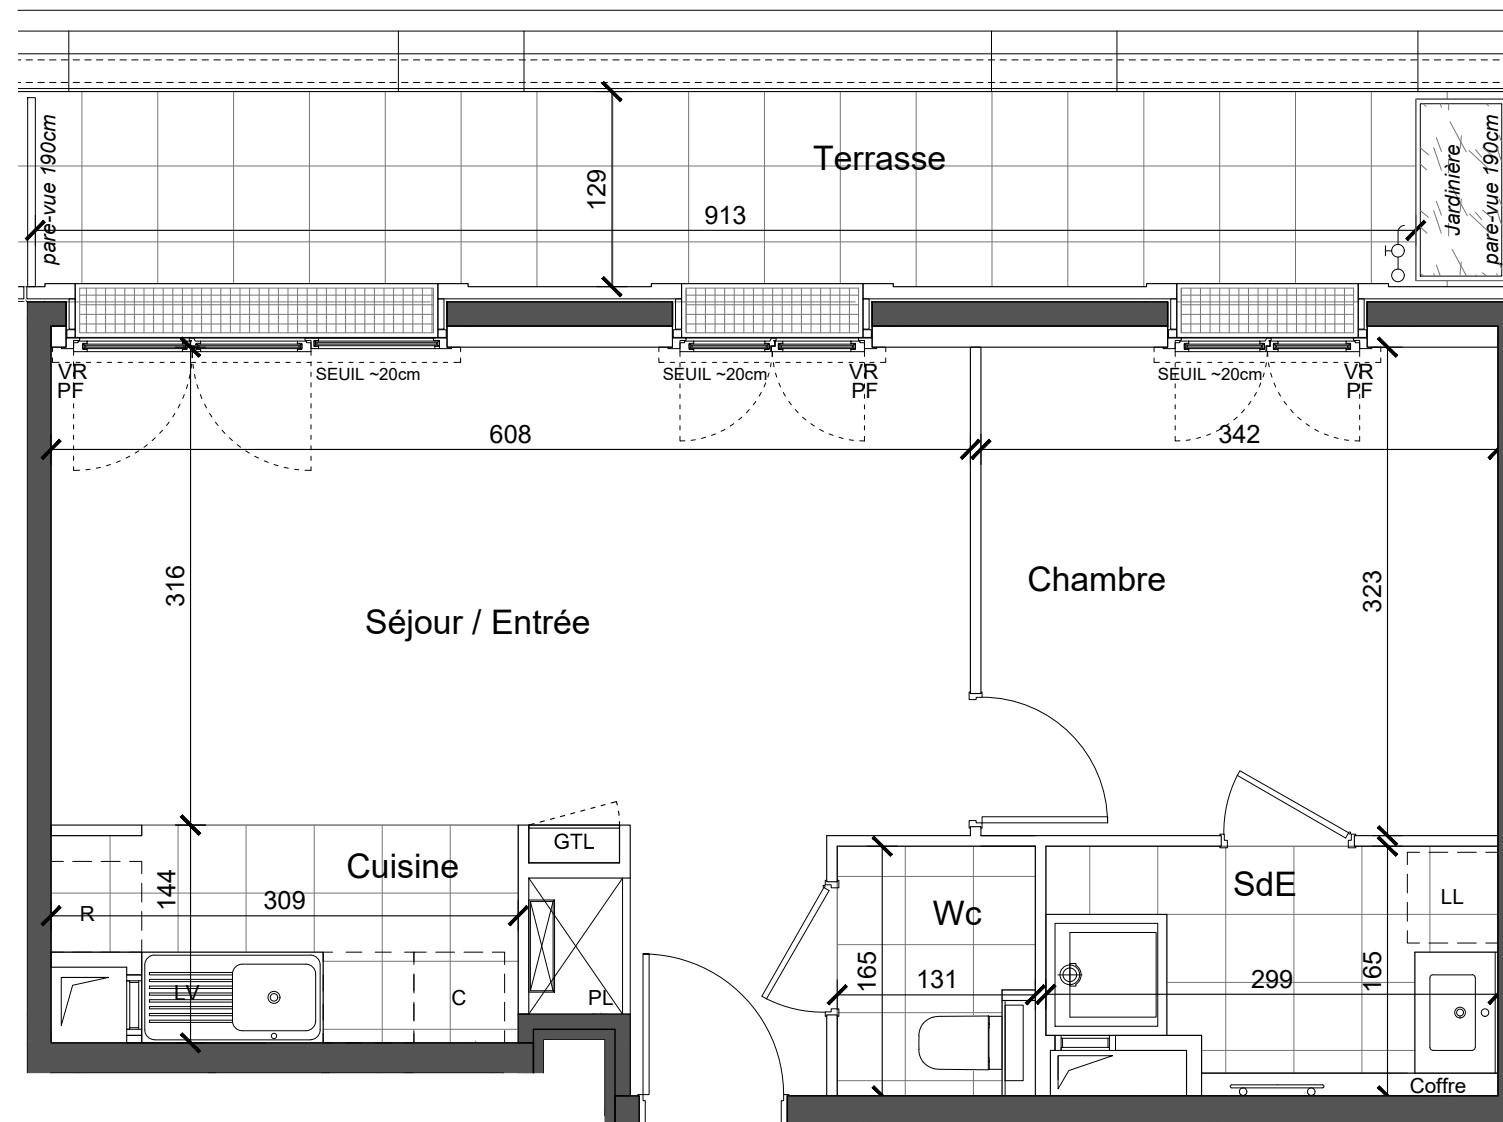 Terrasse
129
913
pare-vue 190cm
Jardinière
pare-vue 190cm
VR
PF
SEUIL ~20cm
SEUIL ~20cm
VR
PF
SEUIL ~20cm
VR
PF
608
342
316
Séjour / Entrée
Chambre
323
Cuisine
GTL
144
309
R
LV
C
PL
Wc
165
131
SdE
LL
299
165
Coffre